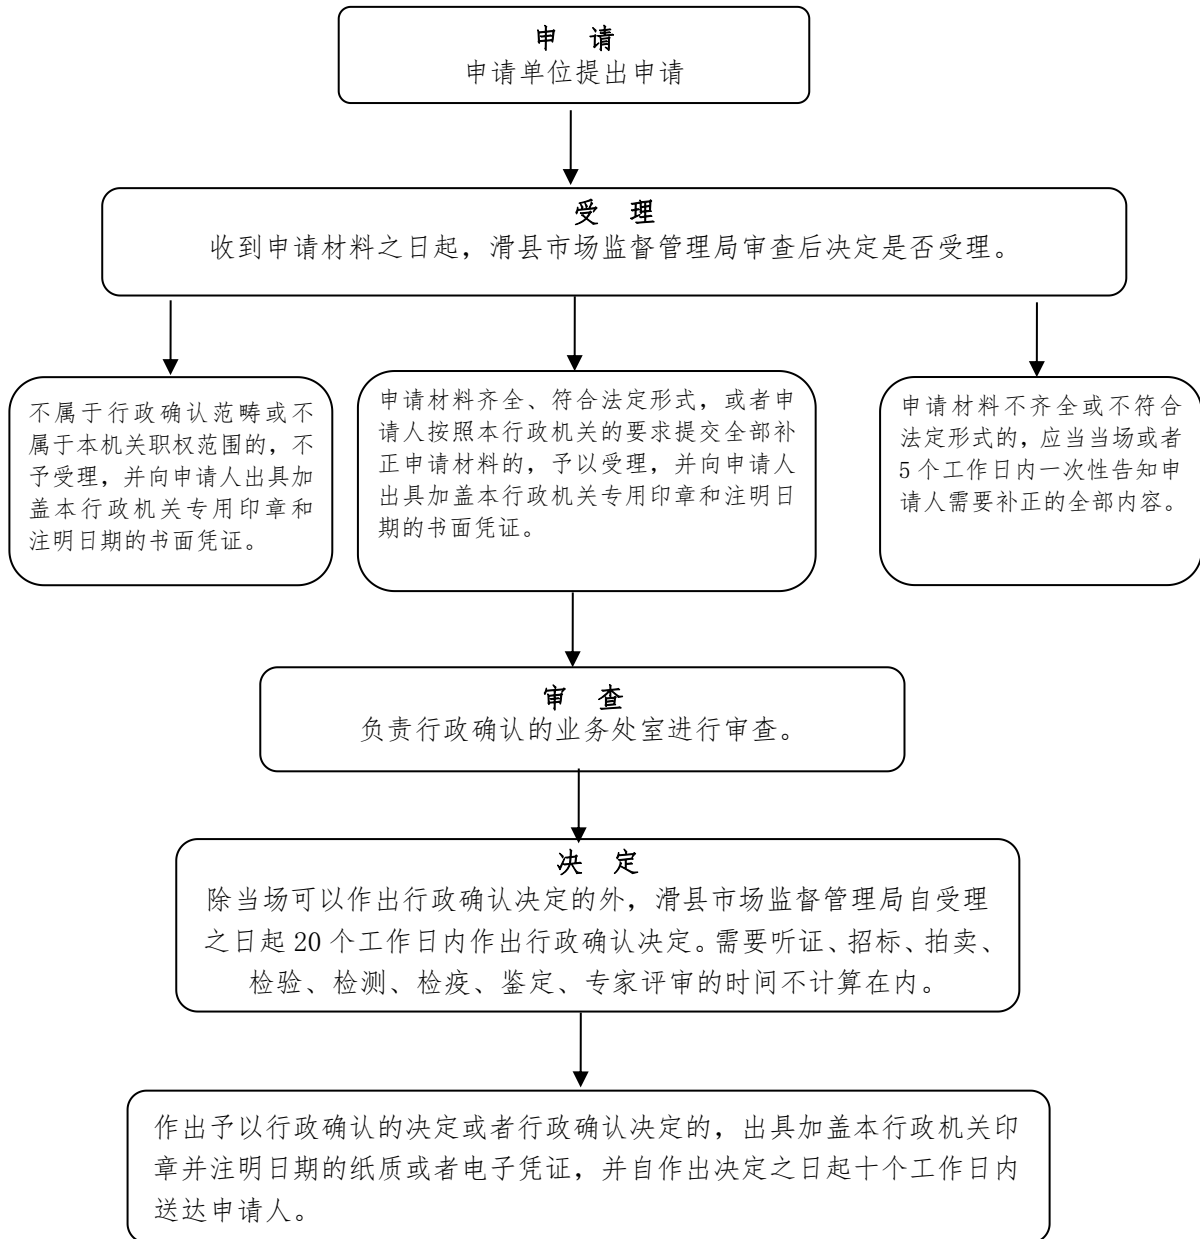 申 请
申请单位提出申请
受 理
收到申请材料之日起，滑县市场监督管理局审查后决定是否受理。
不属于行政确认范畴或不
属于本机关职权范围的，不
予受理，并向申请人出具加
盖本行政机关专用印章和
注明日期的书面凭证。
申请材料齐全、符合法定形式，或者申
请人按照本行政机关的要求提交全部补
正申请材料的，予以受理，并向申请人
出具加盖本行政机关专用印章和注明日
期的书面凭证。
申请材料不齐全或不符合
法定形式的，应当当场或者
5 个工作日内一次性告知申
请人需要补正的全部内容。
审 查
负责行政确认的业务处室进行审查。
决 定
除当场可以作出行政确认决定的外，滑县市场监督管理局自受理
之日起 20 个工作日内作出行政确认决定。需要听证、招标、拍卖、
检验、检测、检疫、鉴定、专家评审的时间不计算在内。
作出予以行政确认的决定或者行政确认决定的，出具加盖本行政机关印
章并注明日期的纸质或者电子凭证，并自作出决定之日起十个工作日内
送达申请人。